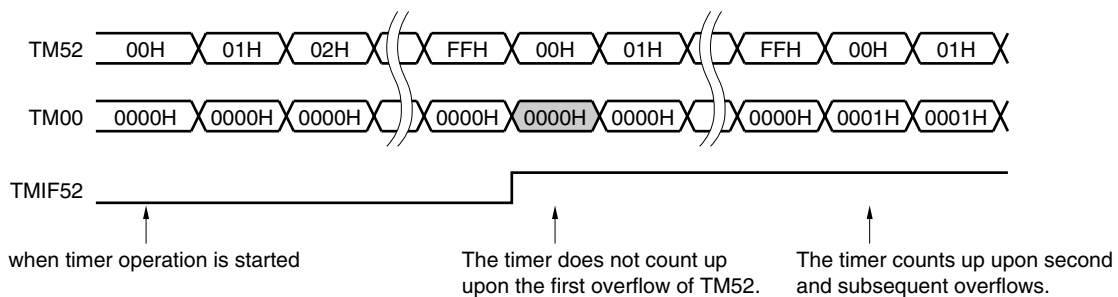 TM52 00H 01H 02H FFH 00H 01H FFH 00H 01H
TM00 0000H 0000H 0000H 0000H 0000H 0000H 0000H 0001H 0001H
TMIF52
when timer operation is started
The timer does not count up
upon the first overflow of TM52.
The timer counts up upon second
and subsequent overflows.